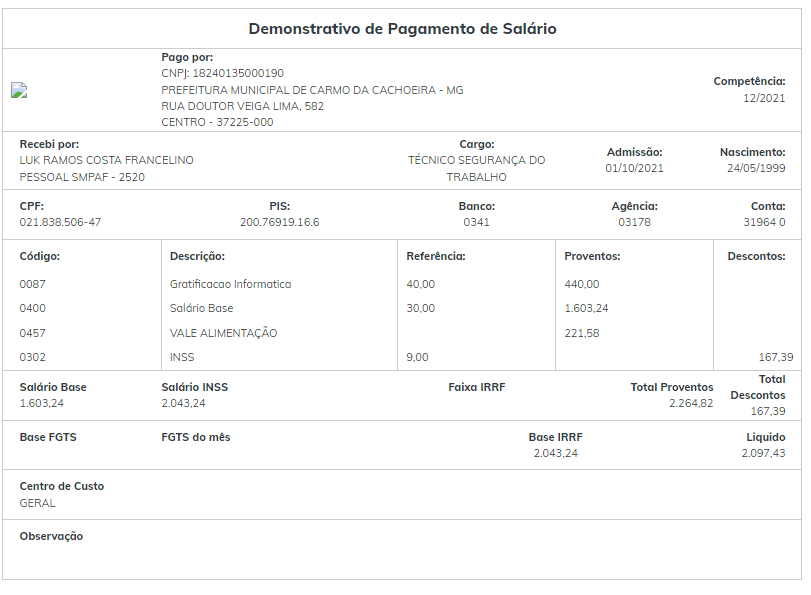 Demonstrativo de Pagamento de Salário
Pago por:
CNPJ: 18240135000190
PREFEITURA MUNICIPAL DE CARMO DA CACHOEIRA - MG
RUA DOUTOR VEIGA LIMA, 582
CENTRO - 37225-000
Competência:
12/2021
Recebi por:
LUK RAMOS COSTA FRANCELINO
PESSOAL SMPAF - 2520
Cargo:
TÉCNICO SEGURANÇA DO
TRABALHO
Admissão:
01/10/2021
Nascimento:
24/05/1999
CPF:
021.838.506-47
PIS:
200.76919.16.6
Banco:
0341
Agência:
03178
Conta:
31964 0
Código: Descrição: Referência: Proventos: Descontos:
0087 Gratificacao Informatica 40,00 440,00
0400 Salário Base 30,00 1.603,24
0457 VALE ALIMENTAÇÃO 221,58
0302 INSS 9,00 167,39
Salário Base
1.603,24
Salário INSS
2.043,24
Faixa IRRF
Total Proventos
2.264,82
Total
Descontos
167,39
Base FGTS
FGTS do mês
Base IRRF
2.043,24
Liquido
2.097,43
Centro de Custo
GERAL
Observação